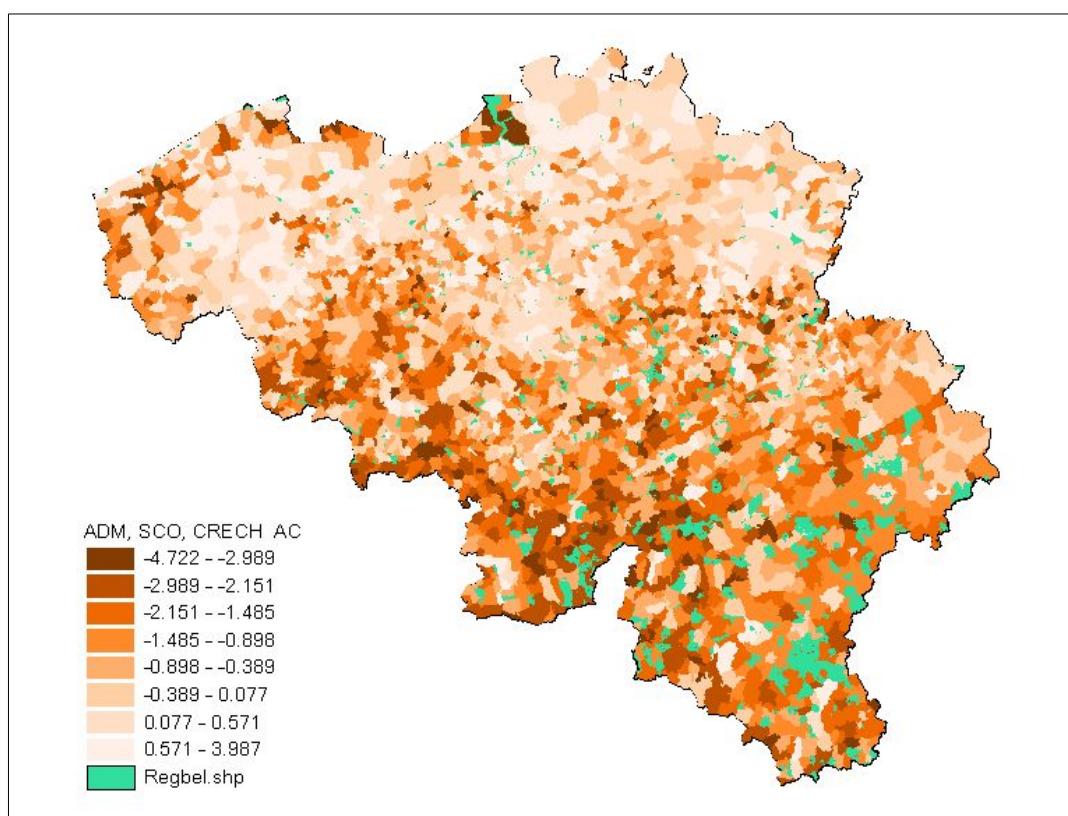 ADM, SCO, CRECH AC
-4.722 - -2.989
-2.989 - -2.151
-2.151 - -1.485
-1.485 - -0.898
-0.898 - -0.389
-0.389 - 0.077
0.077 - 0.571
0.571 - 3.987
Regbel.shp